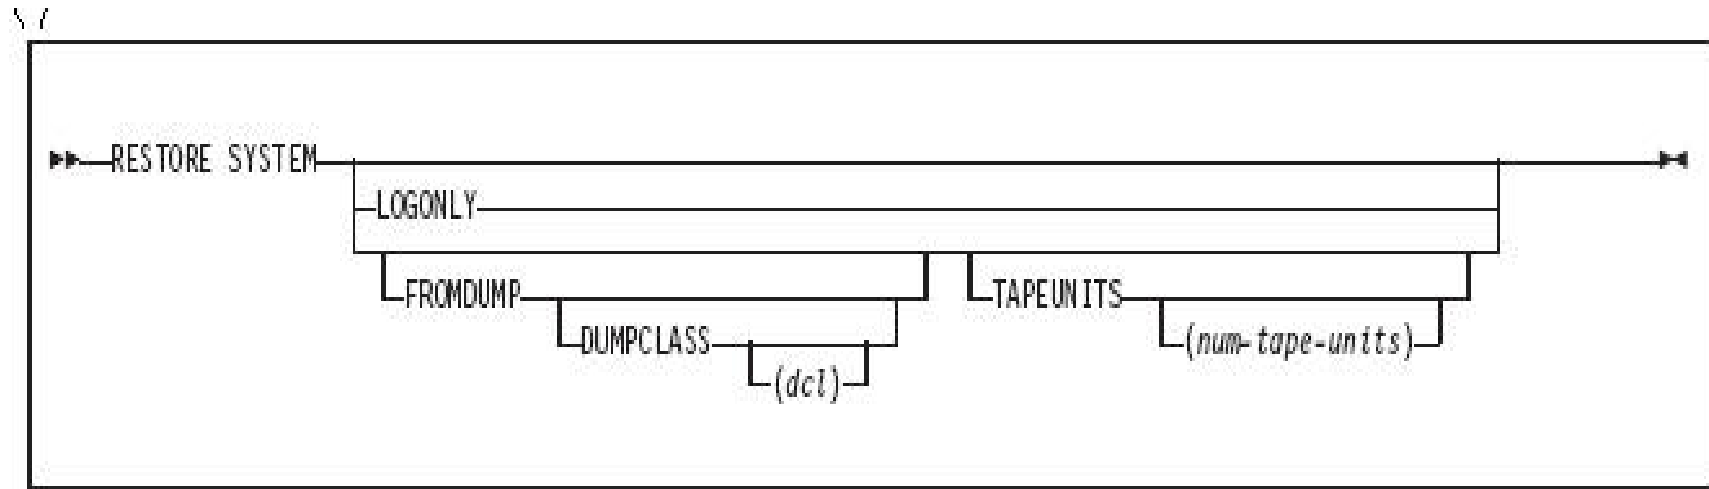 RESTORE SYSTEM
LOGONLY
FROMDUMP TAPEUNITS
DUMPCLASS (num-tape-units)
(dcl)